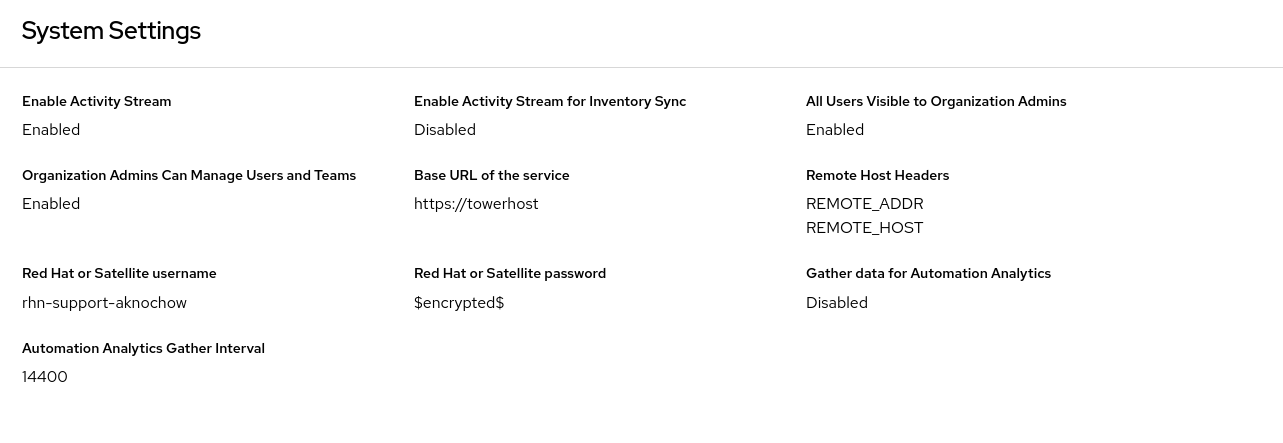 System Settings
Enable Activity Stream
Enabled
Enable Activity Stream for Inventory Sync
Disabled
All Users Visible to Organization Admins
Enabled
Organization Admins Can Manage Users and Teams
Enabled
Base URL of the service
https://towerhost
Remote Host Headers
REMOTE_ADDR
REMOTE_HOST
Red Hat or Satellite username
rhn-support-aknochow
Red Hat or Satellite password
$encrypted$
Gather data for Automation Analytics
Disabled
Automation Analytics Gather Interval
14400